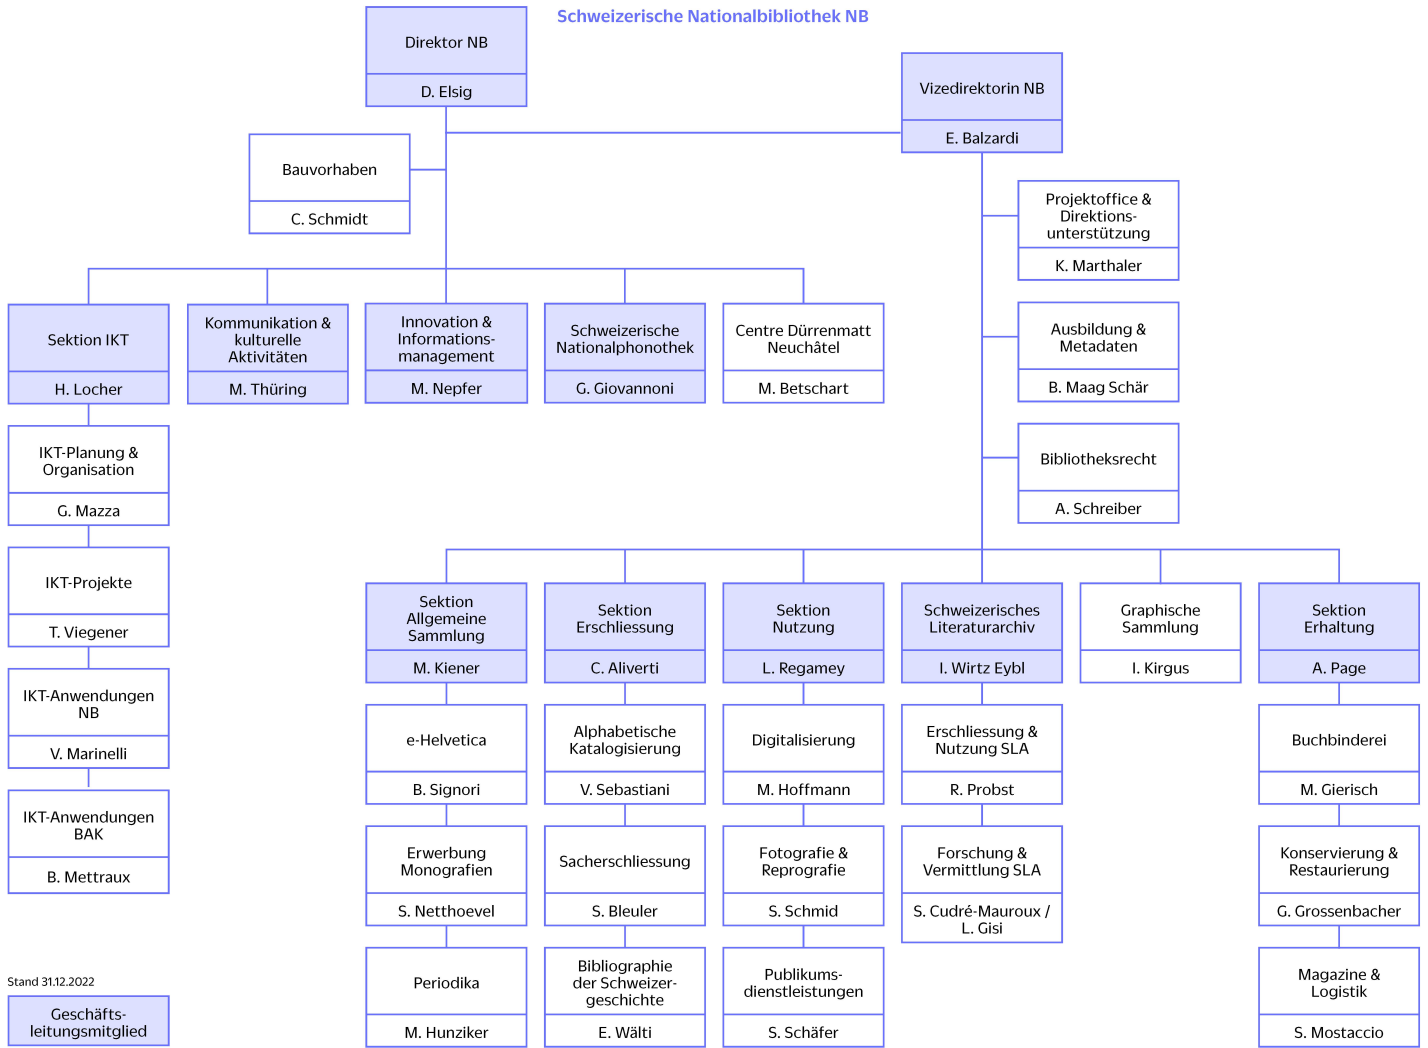 Schweizerische Nationalbibliothek NB
Direktor NB
D. Elsig
Vizedirektorin NB
E. Balzardi
Bauvorhaben
C. Schmidt
Projektoffice &
Direktions-
unterstützung
K. Marthaler
Ausbildung &
Metadaten
B. Maag Schär
Bibliotheksrecht
A. Schreiber
Sektion IKT
H. Locher
Kommunikation &
kulturelle
Aktivitäten
M. Thüring
Innovation &
Informations-
management
M. Nepfer
Schweizerische
Nationalphonothek
G. Giovannoni
Centre Dürrenmatt
Neuchâtel
M. Betschart
IKT-Planung &
Organisation
G. Mazza
IKT-Projekte
T. Viegener
IKT-Anwendungen
NB
V. Marinelli
IKT-Anwendungen
BAK
B. Mettraux
Sektion
Allgemeine
Sammlung
M. Kiener
e-Helvetica
B. Signori
Erwerbung
Monografien
S. Netthoevel
Periodika
M. Hunziker
Sektion
Erschliessung
C. Aliverti
Alphabetische
Katalogisierung
V. Sebastiani
Sacherschliessung
S. Bleuler
Bibliographie
der Schweizer-
geschichte
E. Wälti
Sektion
Nutzung
L. Regamey
Digitalisierung
M. Hoffmann
Fotografie &
Reprografie
S. Schmid
Publikums-
dienstleistungen
S. Schäfer
Schweizerisches
Literaturarchiv
I. Wirtz Eybl
Erschliessung &
Nutzung SLA
R. Probst
Forschung &
Vermittlung SLA
S. Cudré-Mauroux /
L. Gisi
Graphische
Sammlung
I. Kirgus
Sektion
Erhaltung
A. Page
Buchbinderei
M. Gierisch
Konservierung &
Restaurierung
G. Grossenbacher
Magazine &
Logistik
S. Mostaccio
Stand 31.12.2022
Geschäfts-
leitungsmitglied